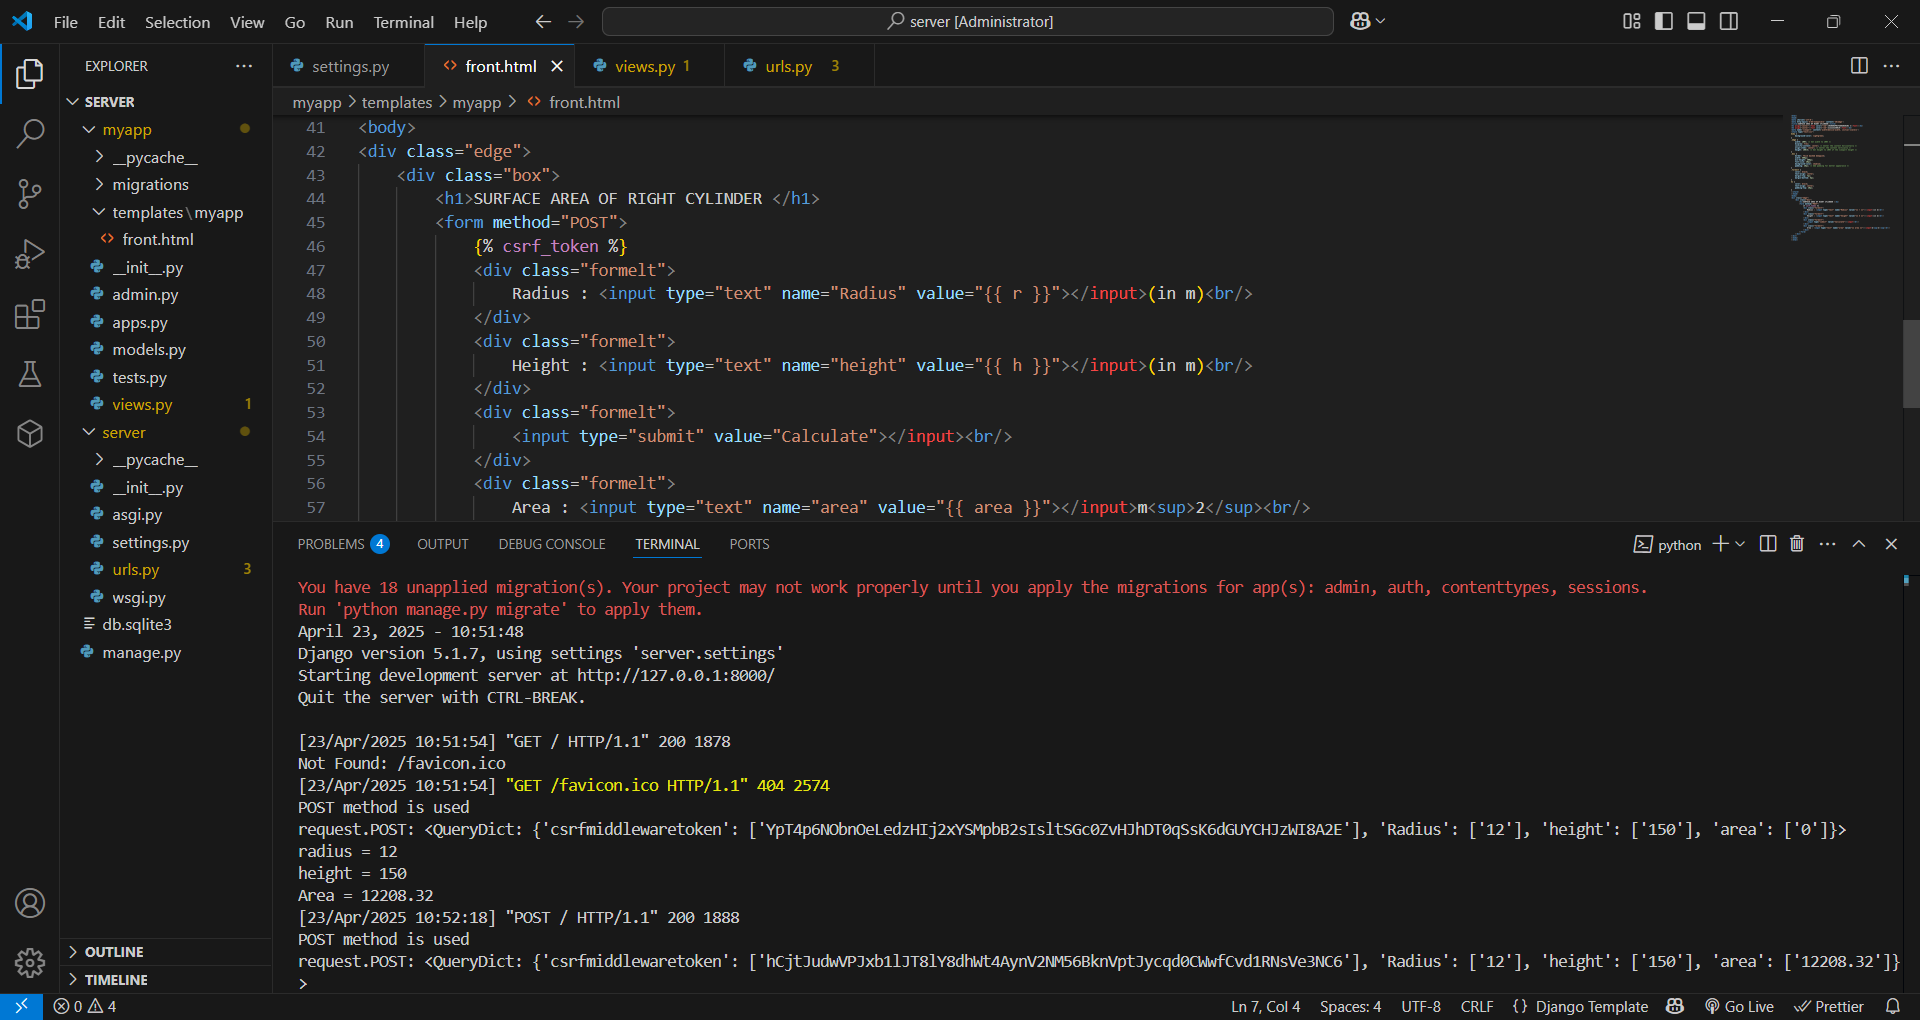 File Edit Selection View Go Run Terminal Help
server [Administrator]
EXPLORER
SERVER
myapp
__pycache__
migrations
templates\myapp
front.html
__init__.py
admin.py
apps.py
models.py
tests.py
views.py 1
server
__pycache__
__init__.py
asgi.py
settings.py
urls.py 3
wsgi.py
db.sqlite3
manage.py
OUTLINE
TIMELINE
settings.py front.html views.py 1 urls.py 3
myapp > templates > myapp > front.html
41 <body>
42 <div class="edge">
43 <div class="box">
44 <h1>SURFACE AREA OF RIGHT CYLINDER </h1>
45 <form method="POST">
46 {% csrf_token %}
47 <div class="formelt">
48 Radius : <input type="text" name="Radius" value="{{ r }}"></input>(in m)<br/>
49 </div>
50 <div class="formelt">
51 Height : <input type="text" name="height" value="{{ h }}"></input>(in m)<br/>
52 </div>
53 <div class="formelt">
54 <input type="submit" value="Calculate"></input><br/>
55 </div>
56 <div class="formelt">
57 Area : <input type="text" name="area" value="{{ area }}"></input>m<sup>2</sup><br/>
PROBLEMS 4 OUTPUT DEBUG CONSOLE TERMINAL PORTS
python
You have 18 unapplied migration(s). Your project may not work properly until you apply the migrations for app(s): admin, auth, contenttypes, sessions.
Run 'python manage.py migrate' to apply them.
April 23, 2025 - 10:51:48
Django version 5.1.7, using settings 'server.settings'
Starting development server at http://127.0.0.1:8000/
Quit the server with CTRL-BREAK.
[23/Apr/2025 10:51:54] "GET / HTTP/1.1" 200 1878
Not Found: /favicon.ico
[23/Apr/2025 10:51:54] "GET /favicon.ico HTTP/1.1" 404 2574
POST method is used
request.POST: <QueryDict: {'csrfmiddlewaretoken': ['YpT4p6NObnOeLedzHIj2xYSMpbB2sIsltSGc0ZvHJhDT0qSsK6dGUYCHJzWI8A2E'], 'Radius': ['12'], 'height': ['150'], 'area': ['0']}>
radius = 12
height = 150
Area = 12208.32
[23/Apr/2025 10:52:18] "POST / HTTP/1.1" 200 1888
POST method is used
request.POST: <QueryDict: {'csrfmiddlewaretoken': ['hCjtJudwVPJxb1lJT8lY8dhWt4AynV2NM56BknVptJycqd0CWwfCvd1RNsVe3NC6'], 'Radius': ['12'], 'height': ['150'], 'area': ['12208.32']}
>
0 4
Ln 7, Col 4 Spaces: 4 UTF-8 CRLF {} Django Template Go Live Prettier